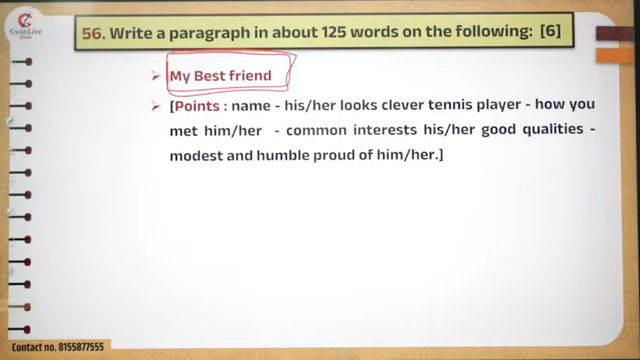 GyanLive
56. Write a paragraph in about 125 words on the following: [6]
➢ My Best friend
➢ [Points : name - his/her looks clever tennis player - how you
met him/her - common interests his/her good qualities -
modest and humble proud of him/her.]
Contact no. 8155877555